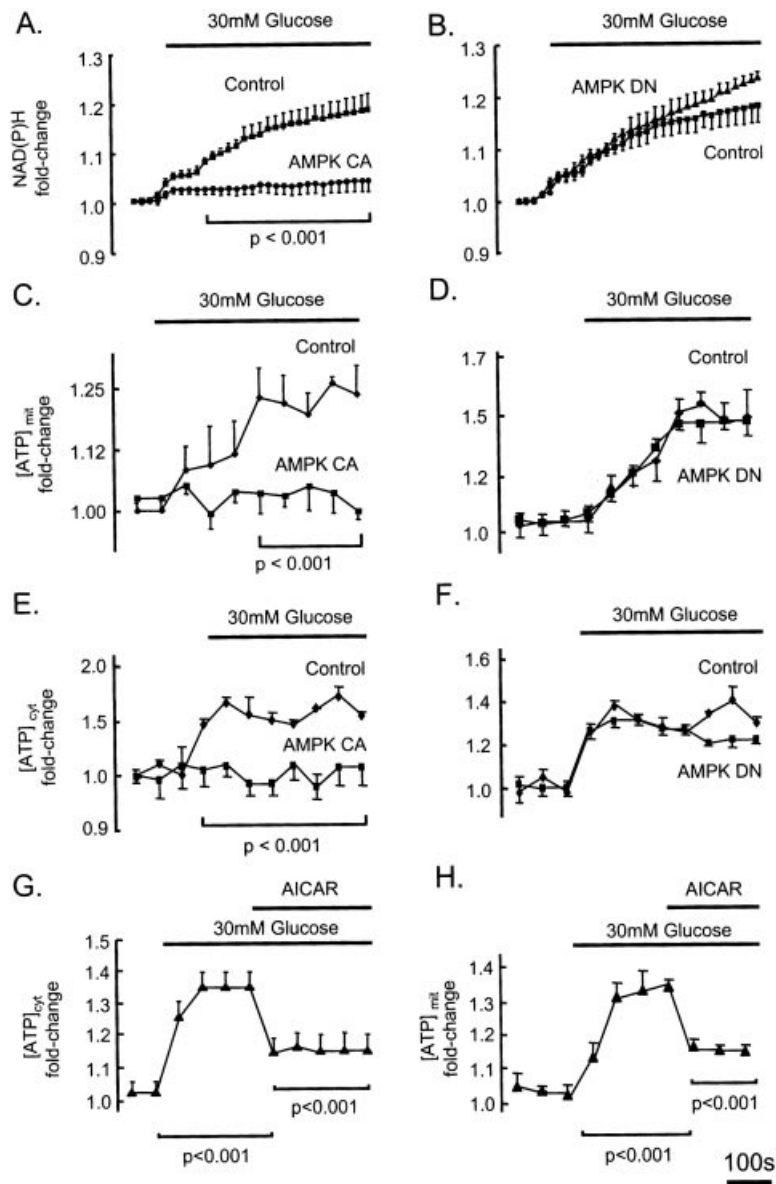 A.
30mM Glucose
1.3
1.2
1.1
1.0
0.9
NAD(P)H
fold-change
Control
AMPK CA
p < 0.001
B.
30mM Glucose
1.3
1.2
1.1
1.0
0.9
AMPK DN
Control
C.
30mM Glucose
1.25
1.12
1.00
[ATP] mit
fold-change
Control
AMPK CA
p < 0.001
D.
30mM Glucose
1.7
1.5
1.2
1.0
Control
AMPK DN
E.
30mM Glucose
2.0
1.5
1.0
0.9
[ATP] cyt
fold-change
Control
AMPK CA
p < 0.001
F.
30mM Glucose
1.6
1.4
1.2
1.0
Control
AMPK DN
G.
AICAR
30mM Glucose
1.5
1.4
1.3
1.2
1.1
1.0
[ATP]cyt
fold-change
p<0.001
p<0.001
H.
AICAR
30mM Glucose
1.5
1.4
1.3
1.2
1.1
1.0
[ATP] mit
fold-change
p<0.001
p<0.001
100s